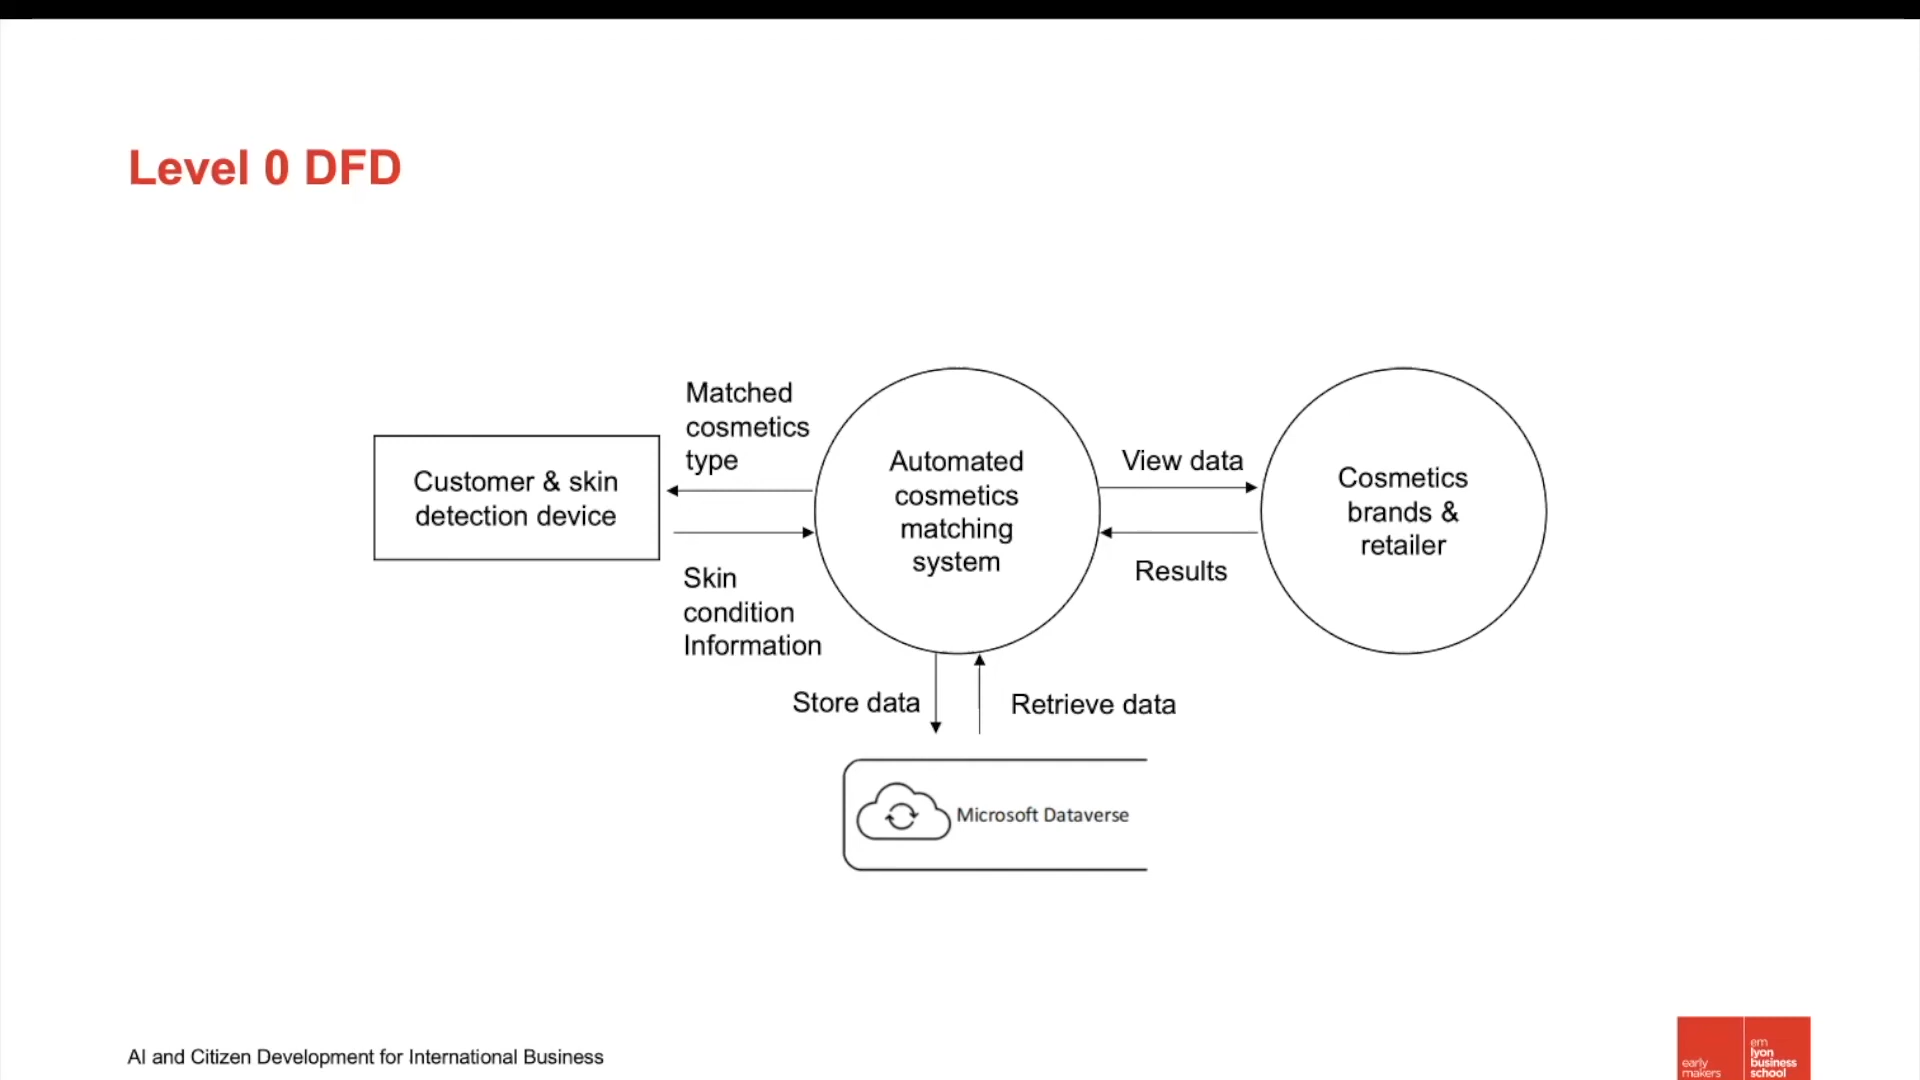 Level 0 DFD
Matched
cosmetics
type
Customer & skin
detection device
Skin
condition
Information
Automated
cosmetics
matching
system
View data
Results
Cosmetics
brands &
retailer
Store data
Retrieve data
Microsoft Dataverse
AI and Citizen Development for International Business
early
makers
em
lyon
business
school